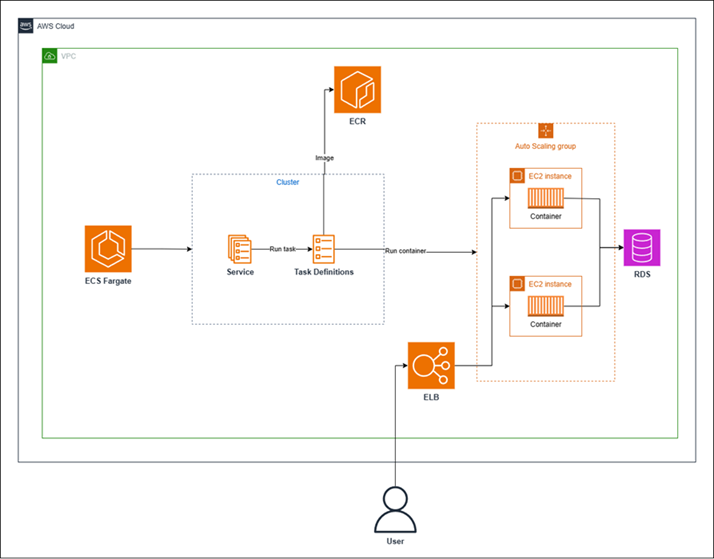 aws
AWS Cloud
VPC
ECR
Image
Auto Scaling group
Cluster
EC2 instance
Container
ECS Fargate
Service
Run task
Task Definitions
Run container
RDS
EC2 instance
Container
ELB
User